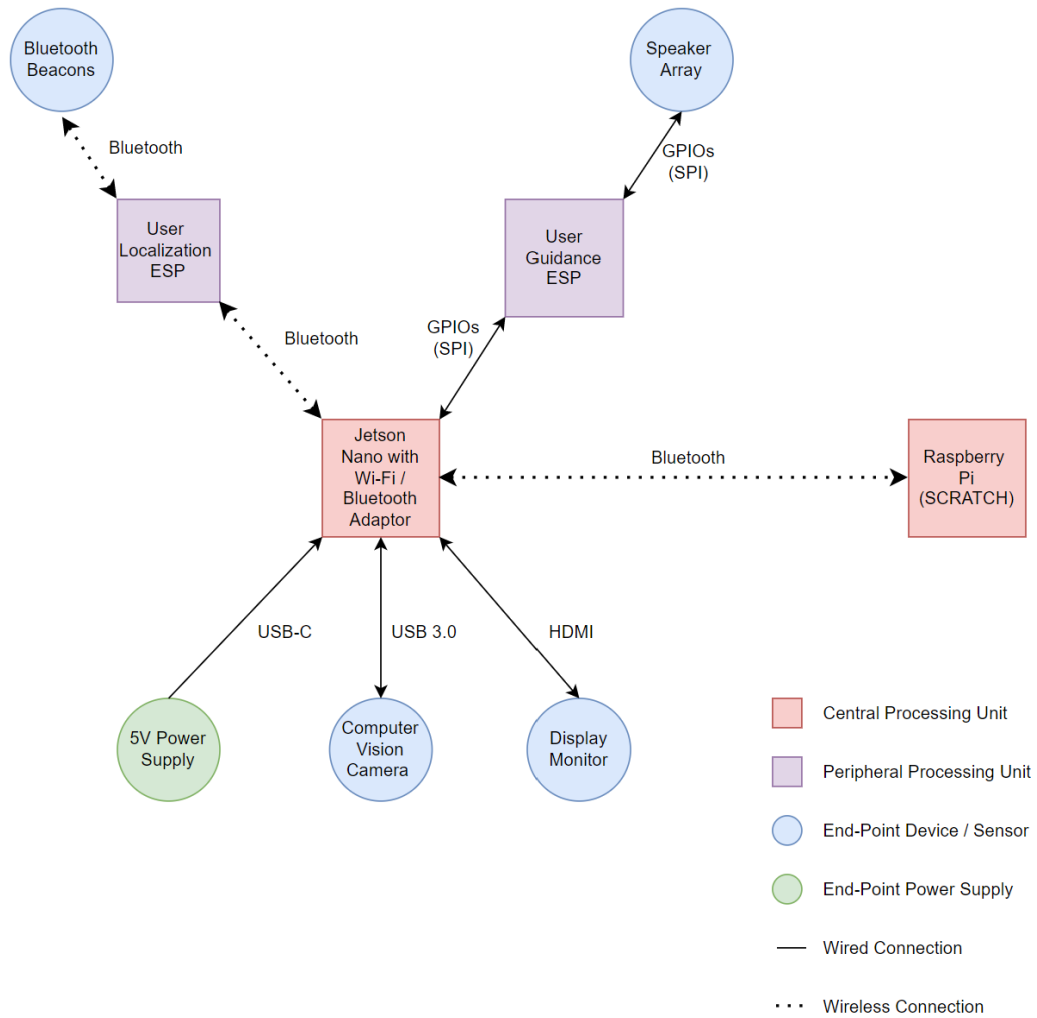 Bluetooth
Beacons
Speaker
Array
Bluetooth
GPIOs
(SPI)
User
Localization
ESP
User
Guidance
ESP
Bluetooth
GPIOs
(SPI)
Jetson
Nano with
Wi-Fi /
Bluetooth
Adaptor
Bluetooth
Raspberry
Pi
(SCRATCH)
USB-C
USB 3.0
HDMI
5V Power
Supply
Computer
Vision
Camera
Display
Monitor
Central Processing Unit
Peripheral Processing Unit
End-Point Device / Sensor
End-Point Power Supply
Wired Connection
Wireless Connection